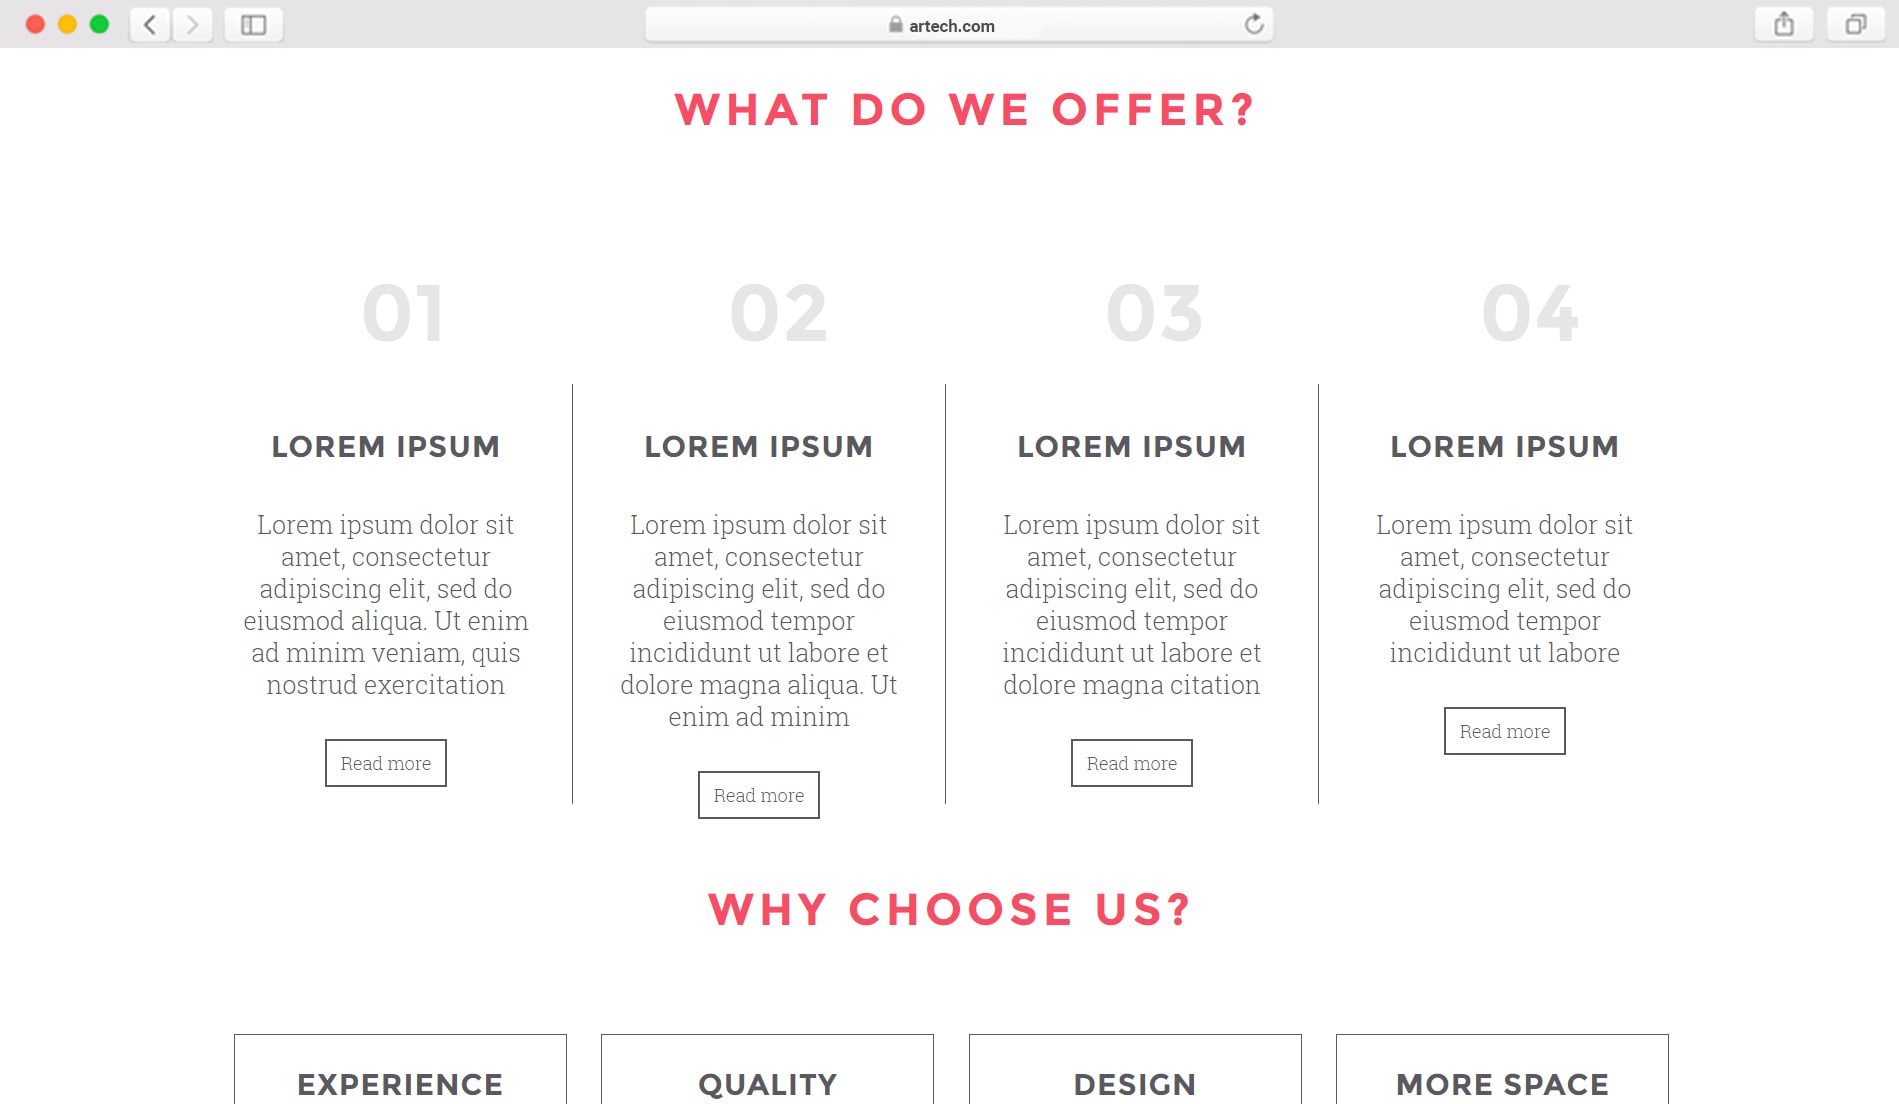 artech.com
WHAT DO WE OFFER?
01
02
03
04
LOREM IPSUM
Lorem ipsum dolor sit
amet, consectetur
adipiscing elit, sed do
eiusmod aliqua. Ut enim
ad minim veniam, quis
nostrud exercitation
Read more
LOREM IPSUM
Lorem ipsum dolor sit
amet, consectetur
adipiscing elit, sed do
eiusmod tempor
incididunt ut labore et
dolore magna aliqua. Ut
enim ad minim
Read more
LOREM IPSUM
Lorem ipsum dolor sit
amet, consectetur
adipiscing elit, sed do
eiusmod tempor
incididunt ut labore et
dolore magna citation
Read more
LOREM IPSUM
Lorem ipsum dolor sit
amet, consectetur
adipiscing elit, sed do
eiusmod tempor
incididunt ut labore
Read more
WHY CHOOSE US?
EXPERIENCE
QUALITY
DESIGN
MORE SPACE